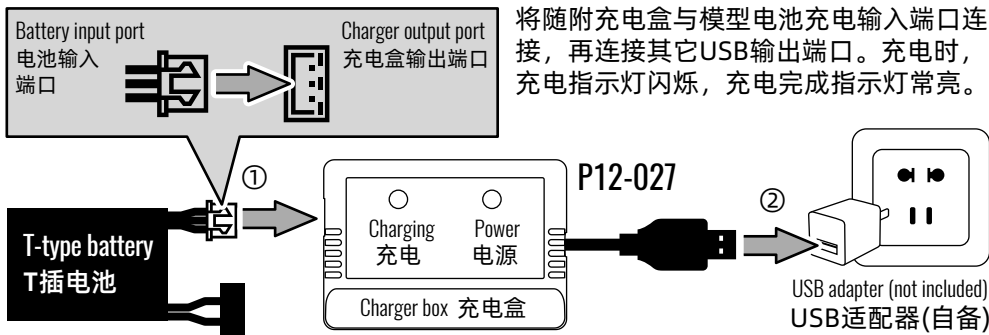 Battery input port
电池输入
端口
Charger output port
充电盒输出端口
将随附充电盒与模型电池充电输入端口连
接，再连接其它USB输出端口。充电时，
充电指示灯闪烁，充电完成指示灯常亮。
①
P12-027
②
T-type battery
T插电池
Charging
充电
Power
电源
Charger box 充电盒
USB adapter (not included)
USB适配器(自备)